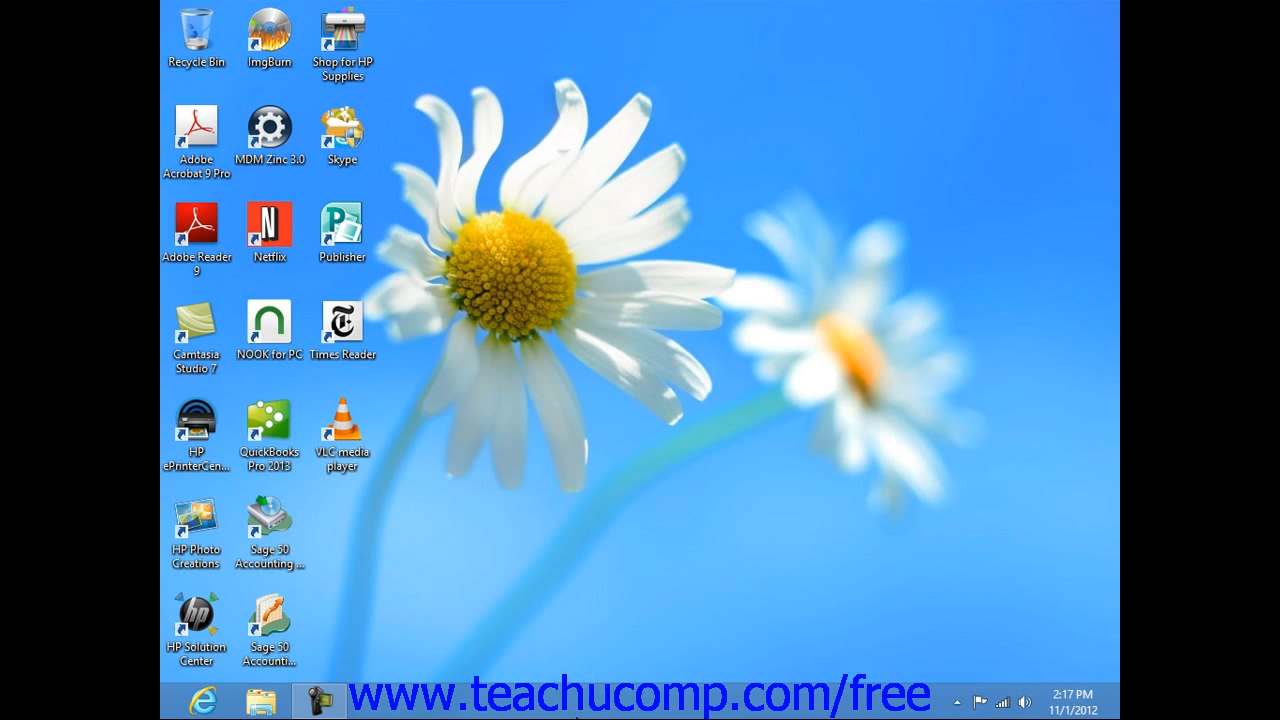 Recycle Bin
ImgBurn
Shop for HP
Supplies
Adobe
Acrobat 9 Pro
MDM Zinc 3.0
Skype
Adobe Reader
9
Netflix
Publisher
Camtasia
Studio 7
NOOK for PC
Times Reader
HP
ePrinterCen...
QuickBooks
Pro 2013
VLC media
player
HP Photo
Creations
Sage 50
Accounting ...
HP Solution
Center
Sage 50
Accounti...
www.teachucomp.com/free
2:17 PM
11/1/2012